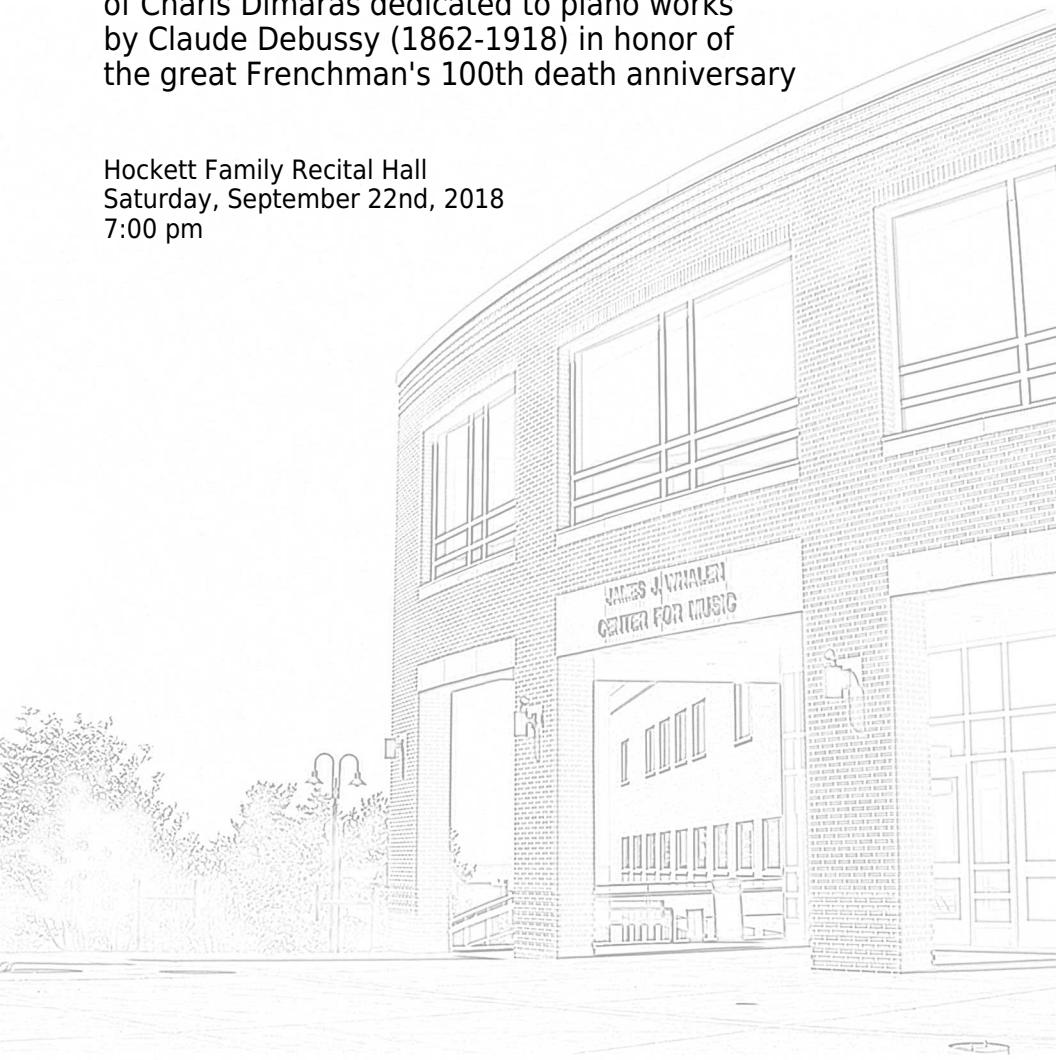 of Charis Dimaras dedicated to piano works
by Claude Debussy (1862-1918) in honor of
the great Frenchman's 100th death anniversary
Hockett Family Recital Hall
Saturday, September 22nd, 2018
7:00 pm
JAMES J. WHALEN
CENTER FOR MUSIC